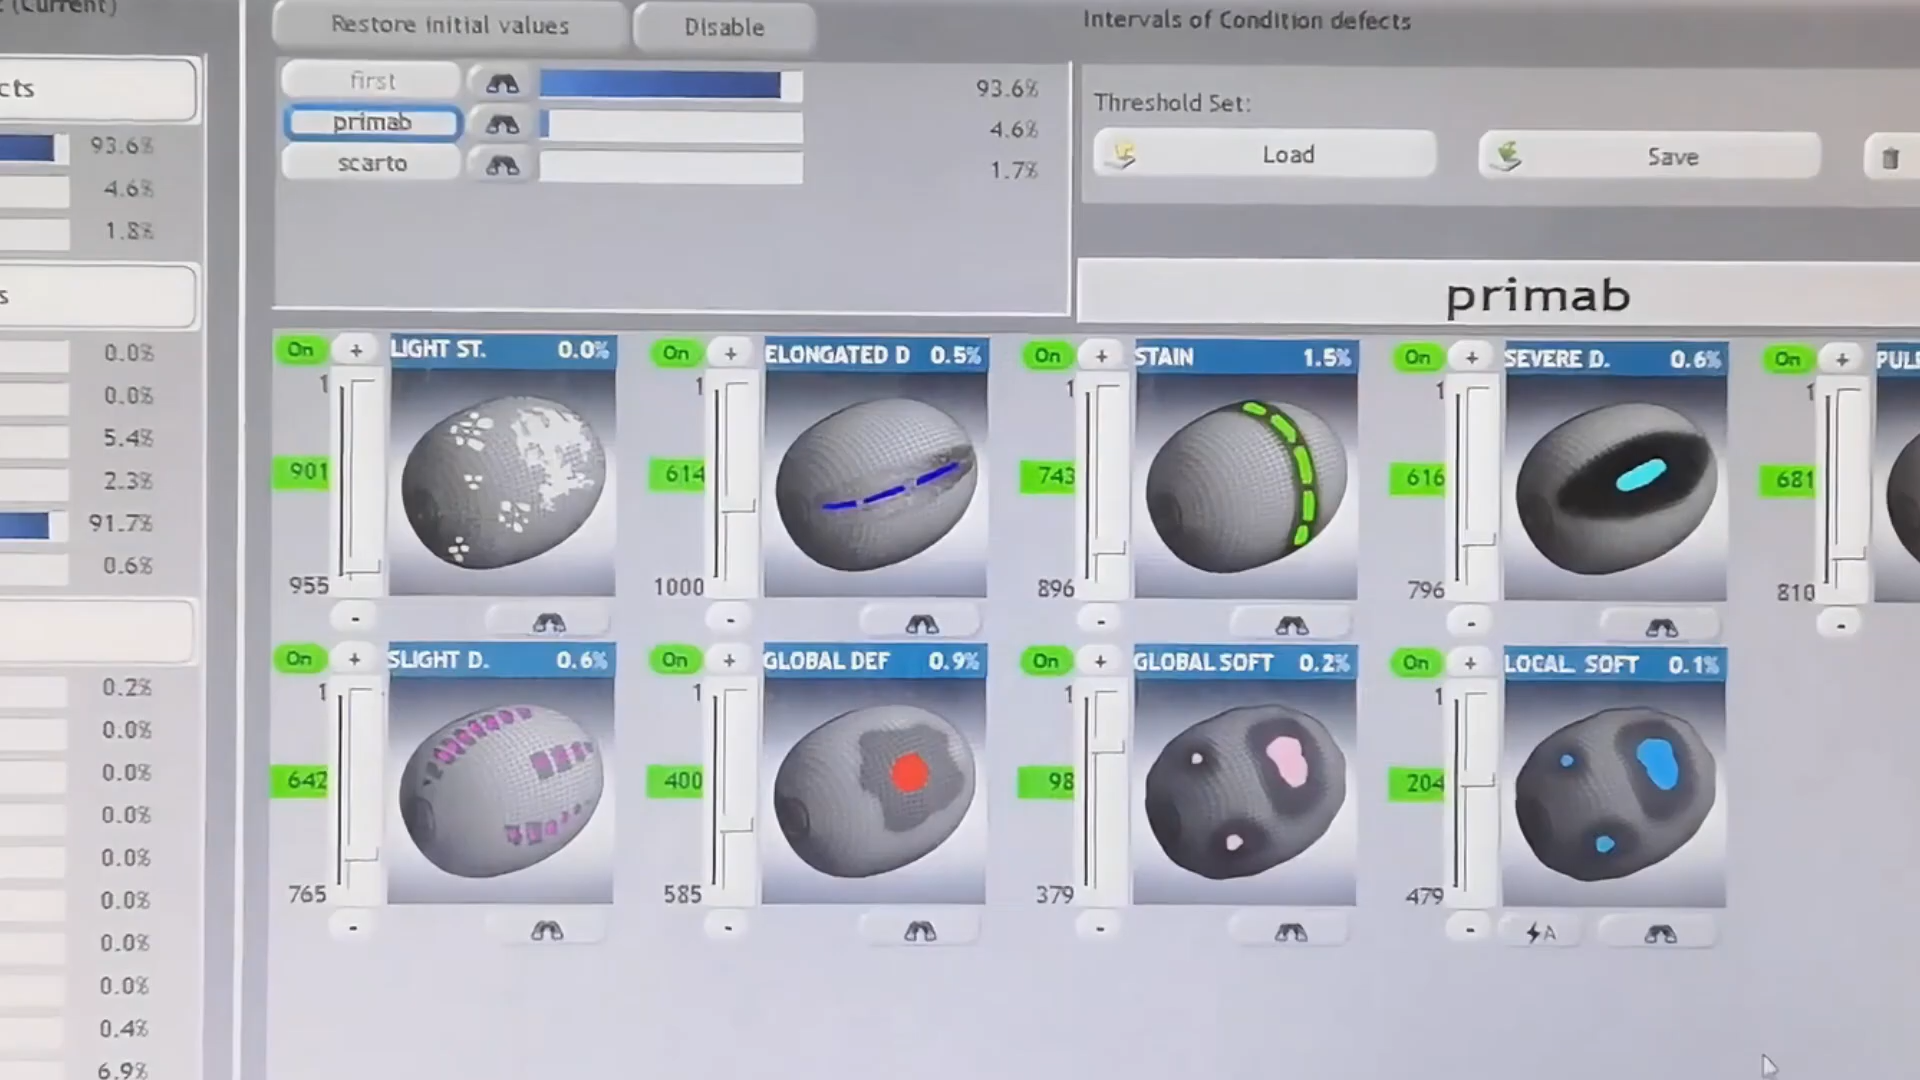 (Current)
cts
93.6%
4.6%
1.8%
s
0.0%
0.0%
5.4%
2.3%
91.7%
0.6%
0.2%
0.0%
0.0%
0.0%
0.0%
0.0%
0.0%
0.0%
0.4%
6.9%
Restore initial values Disable
first 93.6%
primab 4.6%
scarto 1.7%
Intervals of Condition defects
Threshold Set:
Load Save
primab
On + LIGHT ST. 0.0% On + ELONGATED D 0.5% On + STAIN 1.5% On + SEVERE D. 0.6% On + PUL
1 1 1 1 1
901 614 743 616 681
955 1000 896 796 810
- - - - -
On + SLIGHT D. 0.6% On + GLOBAL DEF 0.9% On + GLOBAL SOFT 0.2% On + LOCAL SOFT 0.1%
1 1 1 1
642 400 98 204
765 585 379 479
- - - - A